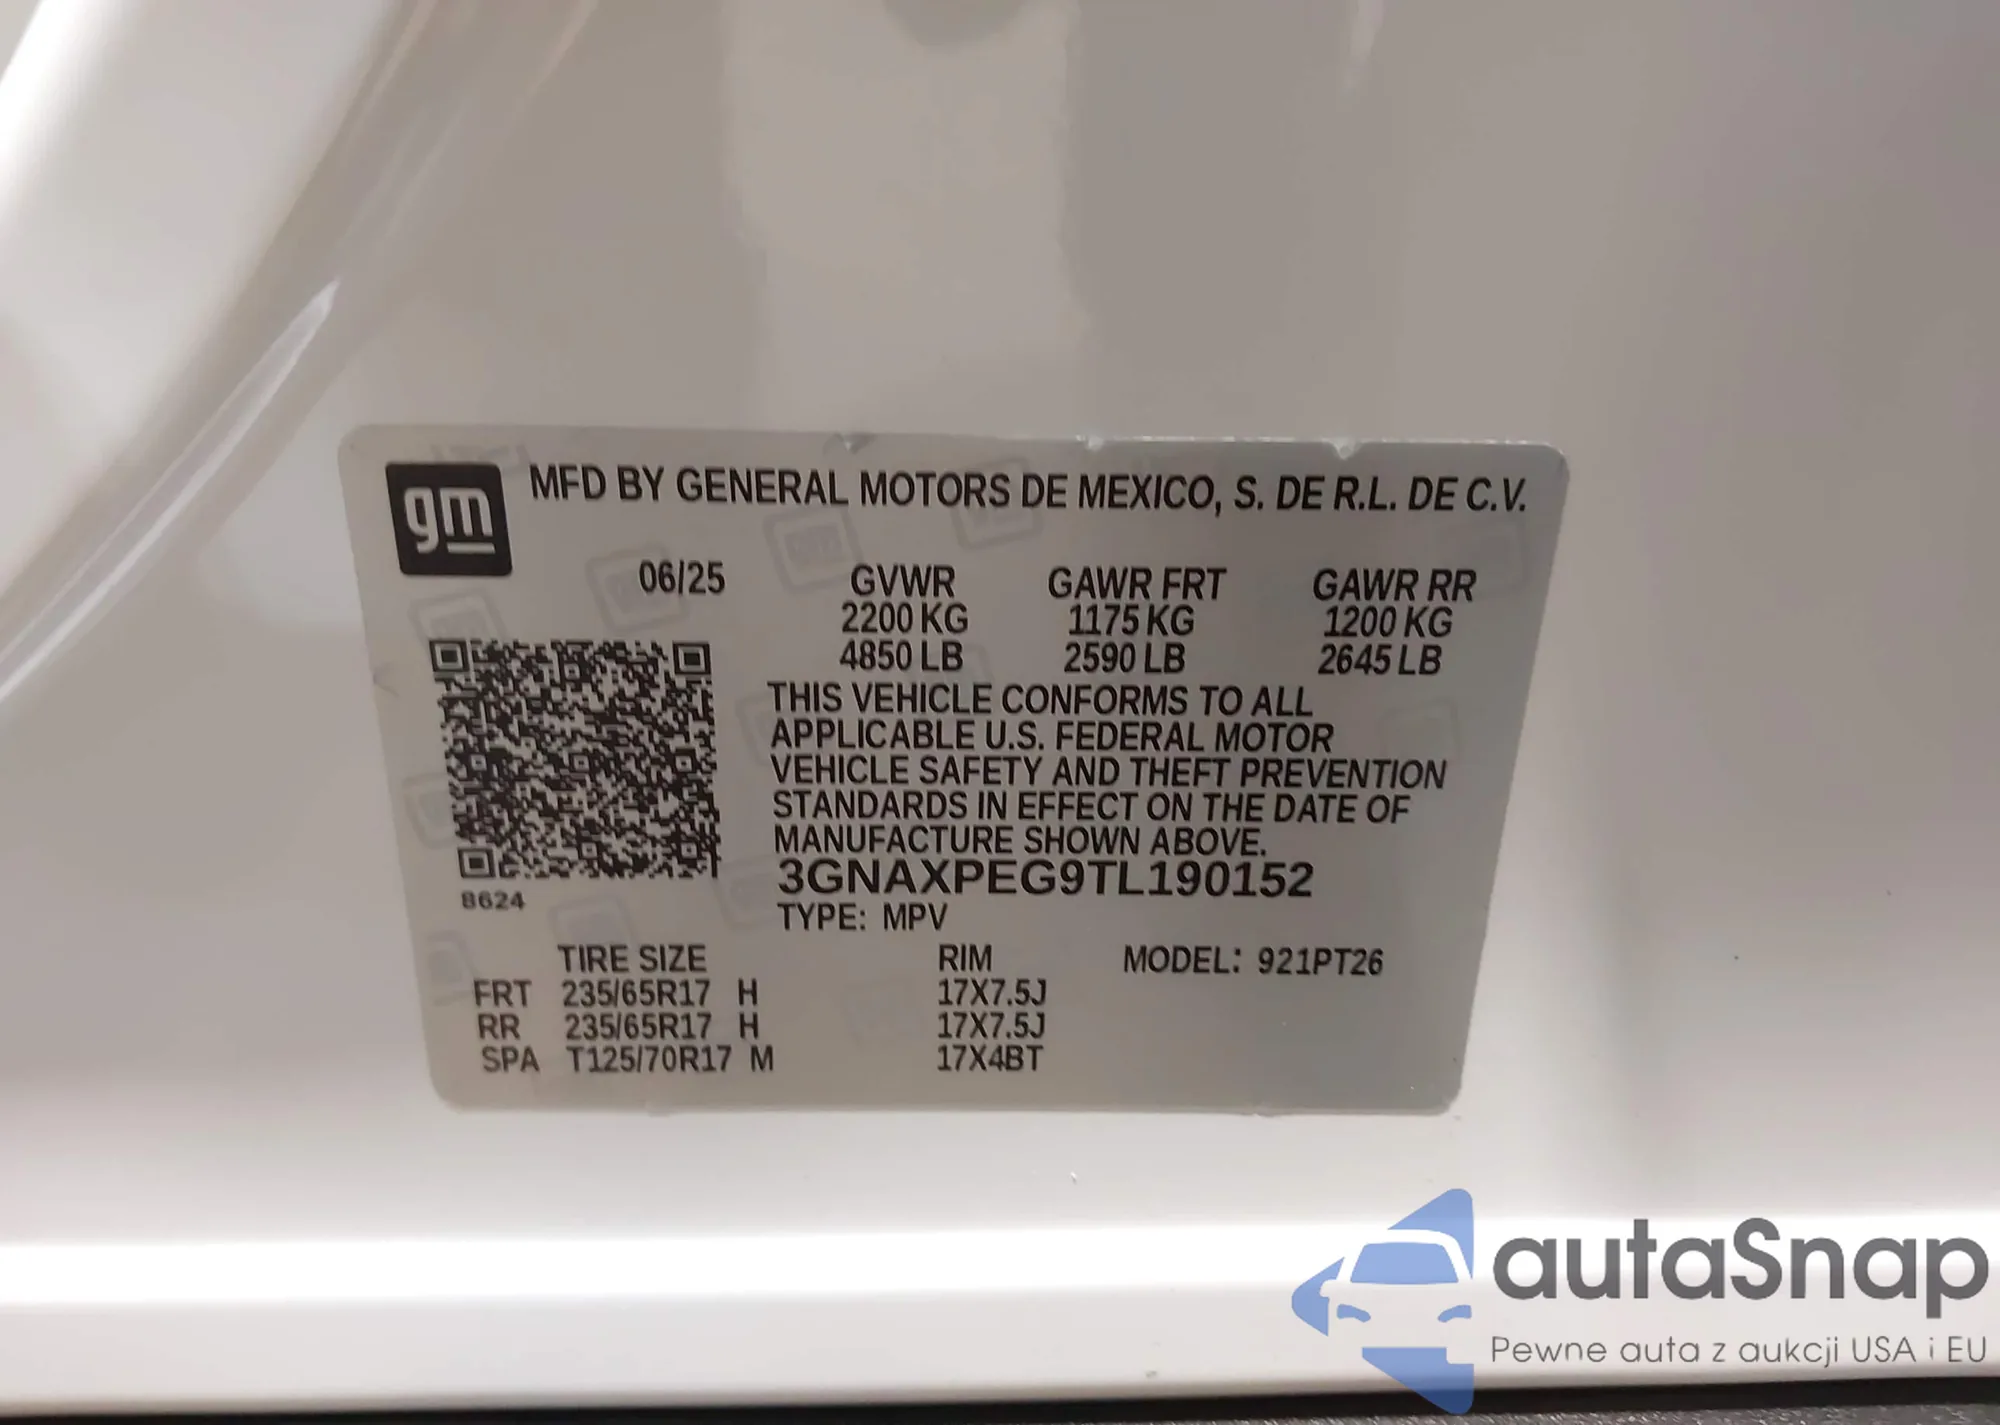 gm
MFD BY GENERAL MOTORS DE MEXICO, S. DE R.L. DE C.V.
06/25 GVWR GAWR FRT GAWR RR
2200 KG 1175 KG 1200 KG
4850 LB 2590 LB 2645 LB
THIS VEHICLE CONFORMS TO ALL
APPLICABLE U.S. FEDERAL MOTOR
VEHICLE SAFETY AND THEFT PREVENTION
STANDARDS IN EFFECT ON THE DATE OF
MANUFACTURE SHOWN ABOVE.
3GNAXPEG9TL190152
8624
TYPE: MPV
TIRE SIZE RIM MODEL: 921PT26
FRT 235/65R17 H 17X7.5J
RR 235/65R17 H 17X7.5J
SPA T125/70R17 M 17X4BT
autaSnap
Pewne auta z aukcji USA i EU